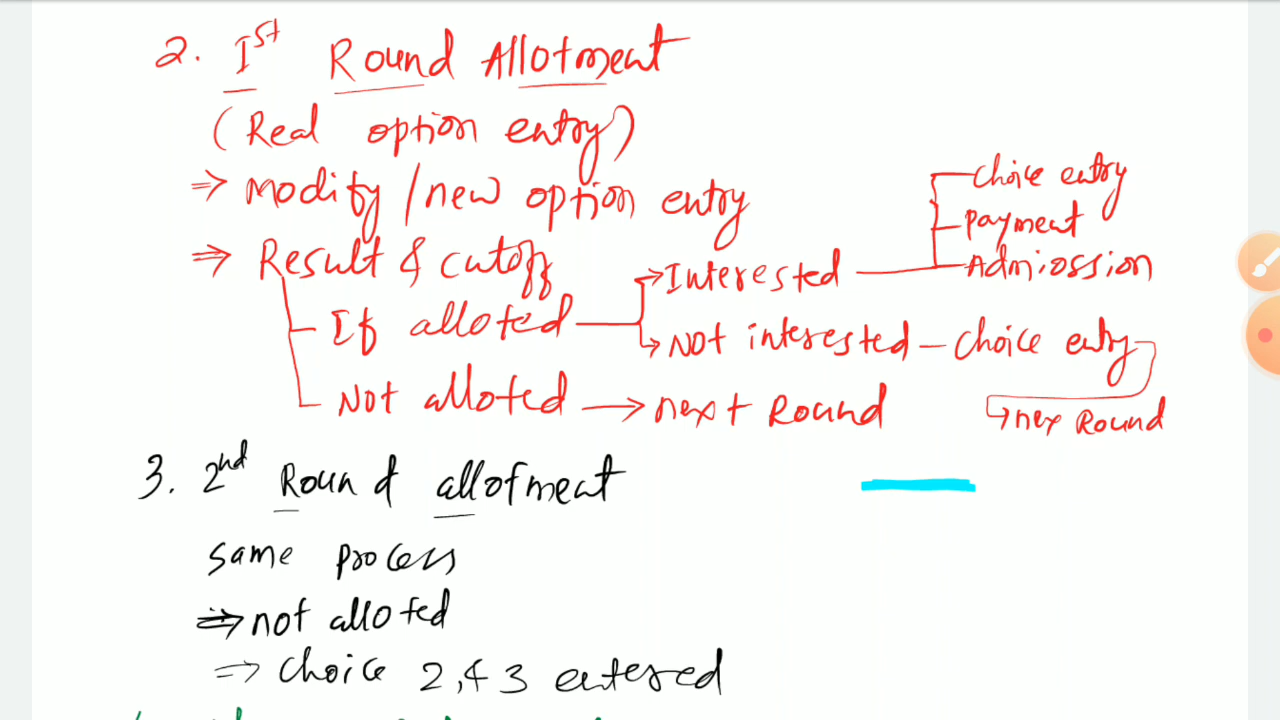 2. Ist Round Allotment
(Real option entry)
⇒ Modify / new option entry
⇒ Result & cutoff
If alloted
Interested
choice entry
payment
Admiossion
Not interested - choice entry
nex Round
Not alloted → next Round
3. 2nd Round allotment
same process
⇒ not alloted
⇒ choice 2,& 3 entered